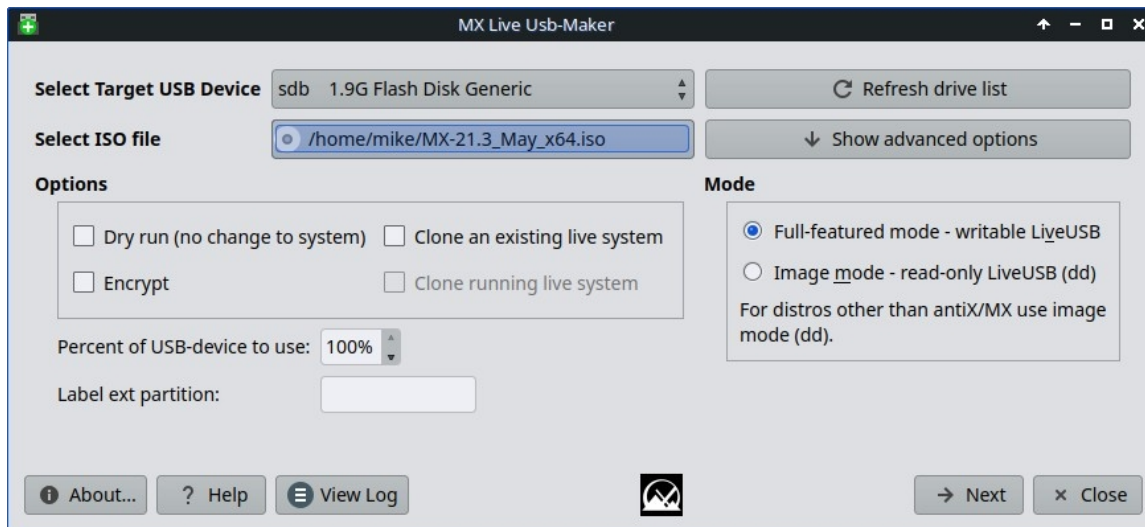 MX Live Usb-Maker
Select Target USB Device sdb 1.9G Flash Disk Generic Refresh drive list
Select ISO file /home/mike/MX-21.3_May_x64.iso Show advanced options
Options Mode
Dry run (no change to system) Clone an existing live system
Encrypt Clone running live system
Percent of USB-device to use: 100%
Label ext partition:
Full-featured mode - writable LiveUSB
Image mode - read-only LiveUSB (dd)
For distros other than antiX/MX use image
mode (dd).
About... ? Help View Log Next Close